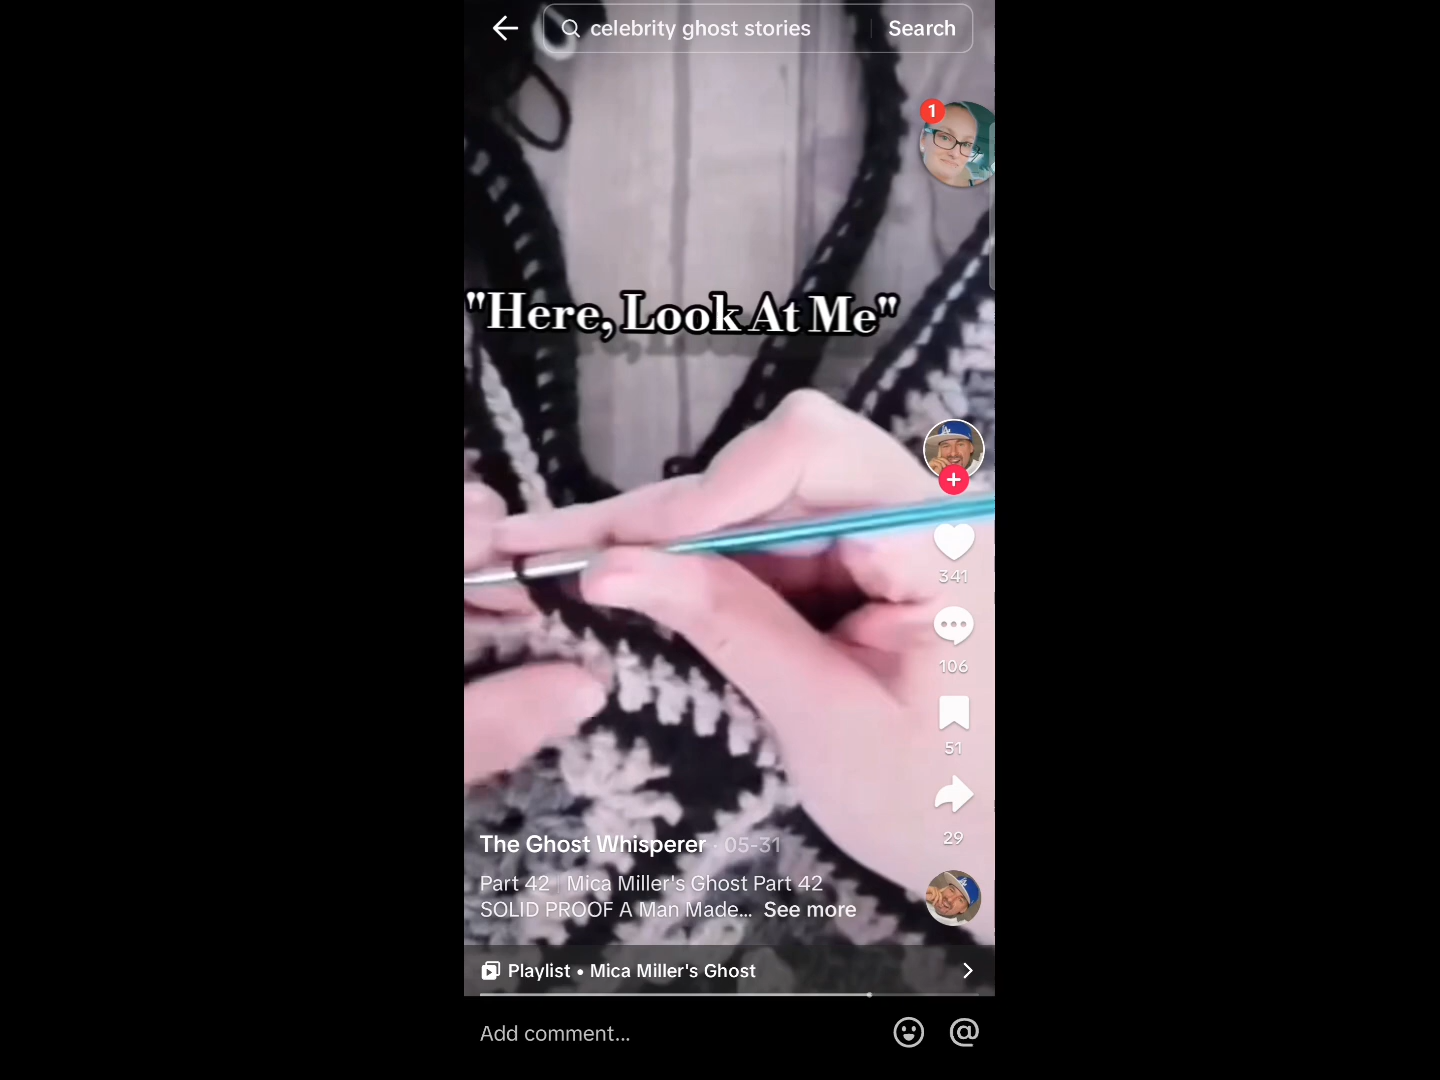 celebrity ghost stories
Search
1
"Here, Look At Me"
341
106
51
29
The Ghost Whisperer · 05-31
Part 42 | Mica Miller's Ghost Part 42
SOLID PROOF A Man Made... See more
Playlist • Mica Miller's Ghost
Add comment...